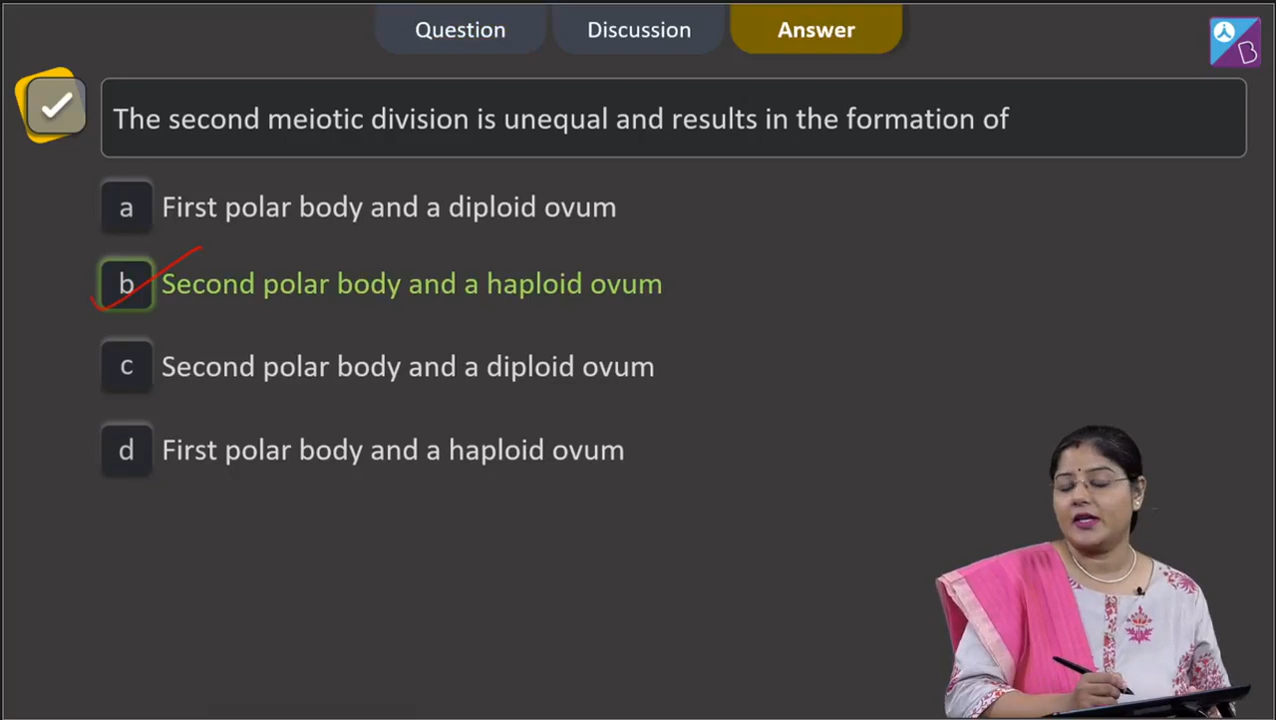 Question Discussion Answer
The second meiotic division is unequal and results in the formation of
a First polar body and a diploid ovum
b Second polar body and a haploid ovum
c Second polar body and a diploid ovum
d First polar body and a haploid ovum
B